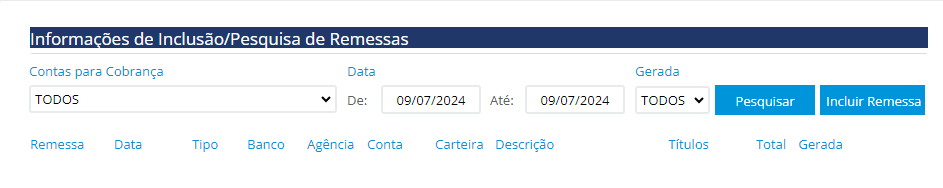 Informações de Inclusão/Pesquisa de Remessas
Contas para Cobrança Data Gerada
TODOS De: 09/07/2024 Até: 09/07/2024 TODOS Pesquisar Incluir Remessa
Remessa Data Tipo Banco Agência Conta Carteira Descrição Títulos Total Gerada